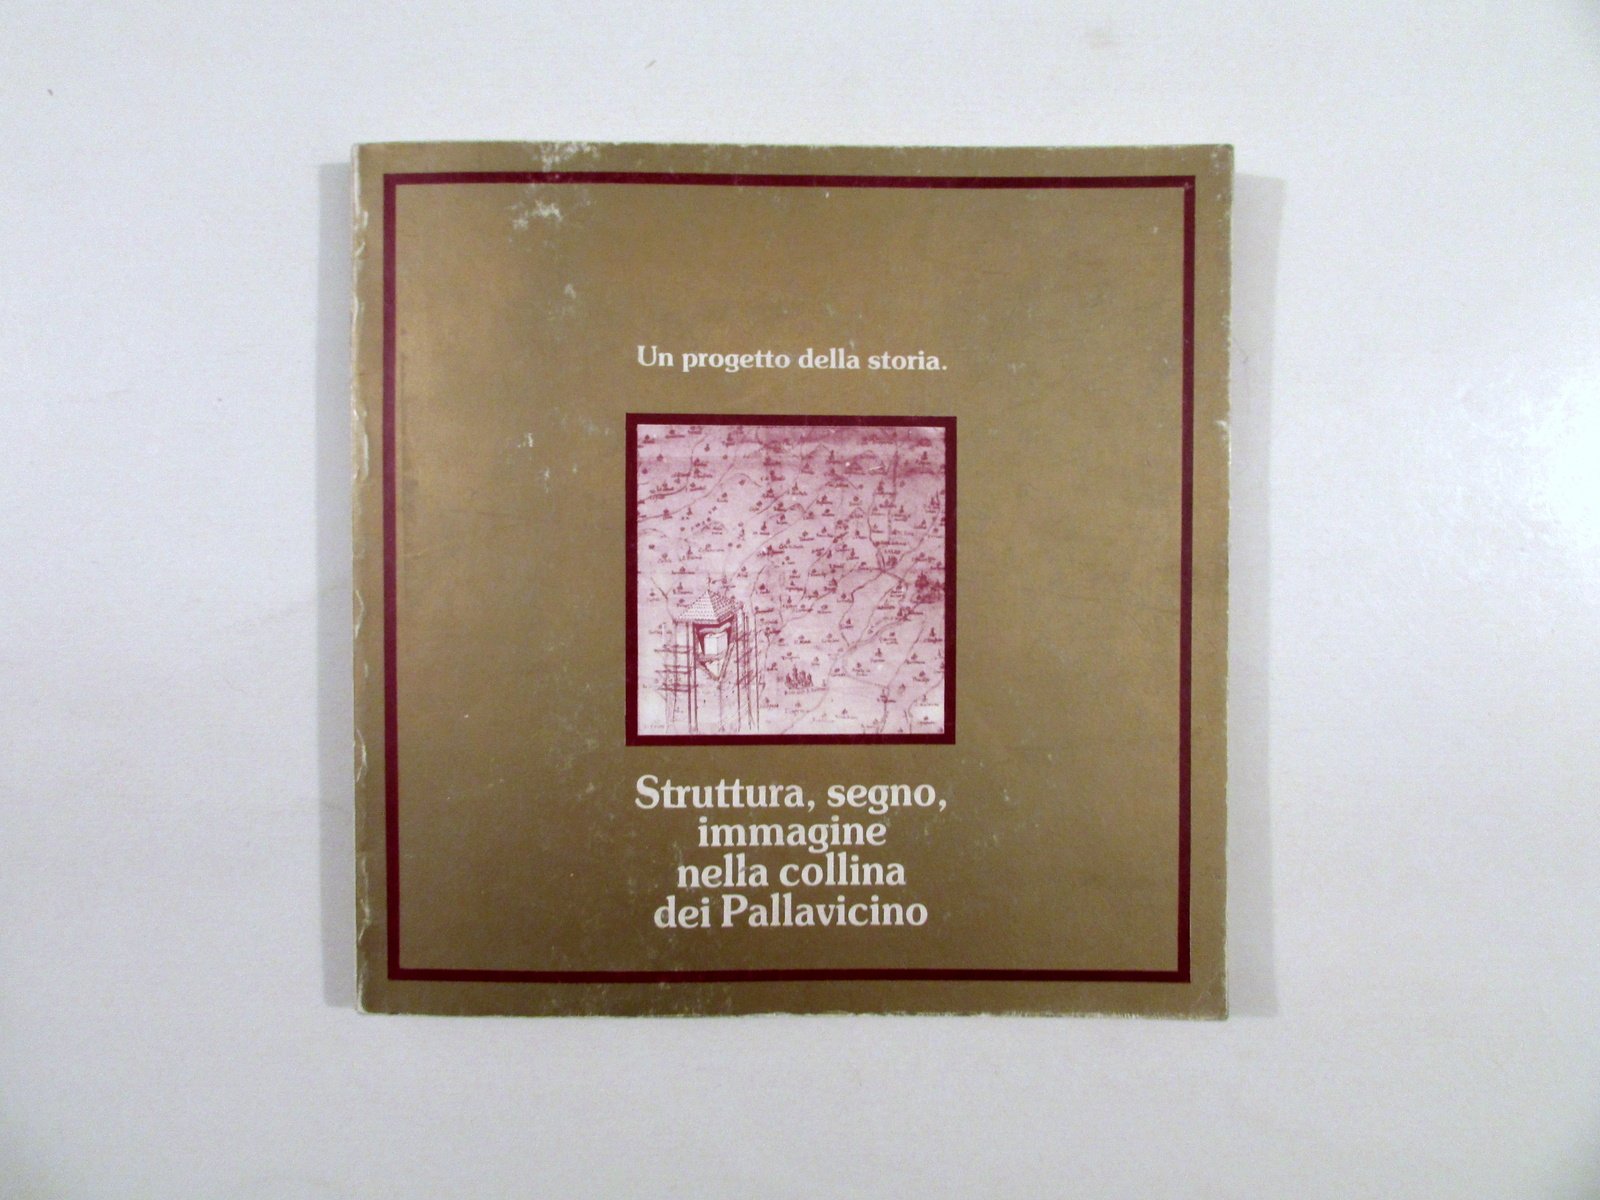 Un progetto della storia.
Struttura, segno,
immagine
nella collina
dei Pallavicino